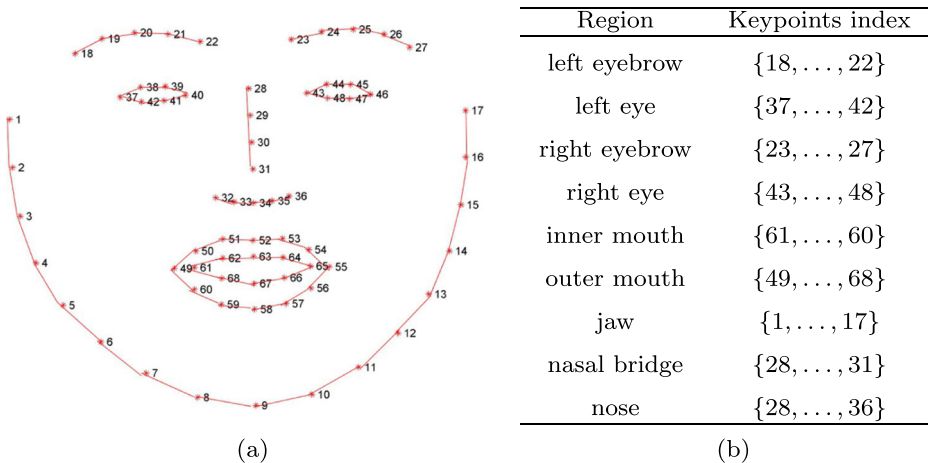 20
19
21
22
18
23
24
25
26
27
38 39
37 42 41 40
28
29
30
31
44 45
43 48 47 46
1
2
3
4
5
6
7
8
9
10
11
12
13
14
15
16
17
32 33 34 35 36
51 52 53
50 54
62 63 64
49 61 65 55
68 67 66
60 56
59 58 57
(a)
Region Keypoints index
left eyebrow {18, . . . , 22}
left eye {37, . . . , 42}
right eyebrow {23, . . . , 27}
right eye {43, . . . , 48}
inner mouth {61, . . . , 60}
outer mouth {49, . . . , 68}
jaw {1, . . . , 17}
nasal bridge {28, . . . , 31}
nose {28, . . . , 36}
(b)